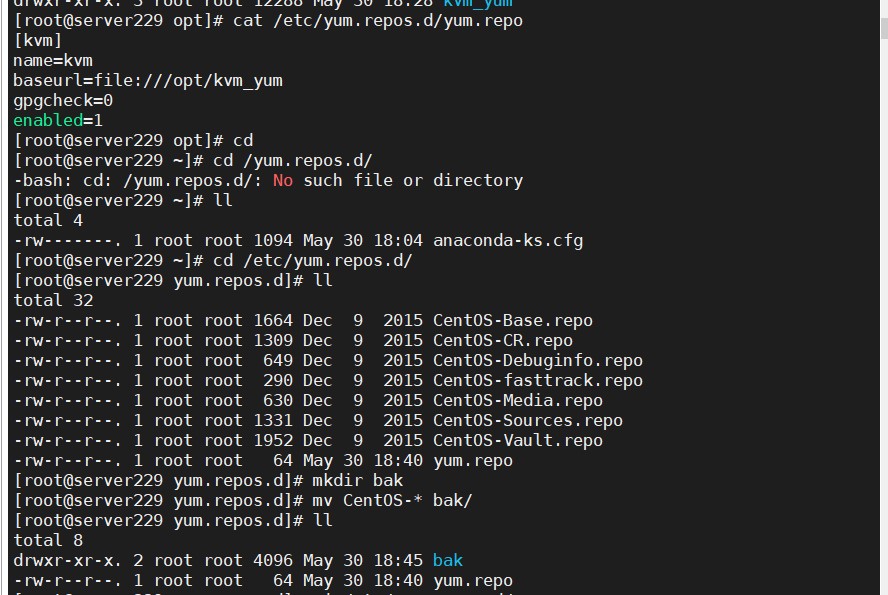 drwxr-xr-x. 3 root root 12288 May 30 18:28 kvm_yum
[root@server229 opt]# cat /etc/yum.repos.d/yum.repo
[kvm]
name=kvm
baseurl=file:///opt/kvm_yum
gpgcheck=0
enabled=1
[root@server229 opt]# cd
[root@server229 ~]# cd /yum.repos.d/
-bash: cd: /yum.repos.d/: No such file or directory
[root@server229 ~]# ll
total 4
-rw-------. 1 root root 1094 May 30 18:04 anaconda-ks.cfg
[root@server229 ~]# cd /etc/yum.repos.d/
[root@server229 yum.repos.d]# ll
total 32
-rw-r--r--. 1 root root 1664 Dec  9  2015 CentOS-Base.repo
-rw-r--r--. 1 root root 1309 Dec  9  2015 CentOS-CR.repo
-rw-r--r--. 1 root root  649 Dec  9  2015 CentOS-Debuginfo.repo
-rw-r--r--. 1 root root  290 Dec  9  2015 CentOS-fasttrack.repo
-rw-r--r--. 1 root root  630 Dec  9  2015 CentOS-Media.repo
-rw-r--r--. 1 root root 1331 Dec  9  2015 CentOS-Sources.repo
-rw-r--r--. 1 root root 1952 Dec  9  2015 CentOS-Vault.repo
-rw-r--r--. 1 root root   64 May 30 18:40 yum.repo
[root@server229 yum.repos.d]# mkdir bak
[root@server229 yum.repos.d]# mv CentOS-* bak/
[root@server229 yum.repos.d]# ll
total 8
drwxr-xr-x. 2 root root 4096 May 30 18:45 bak
-rw-r--r--. 1 root root   64 May 30 18:40 yum.repo